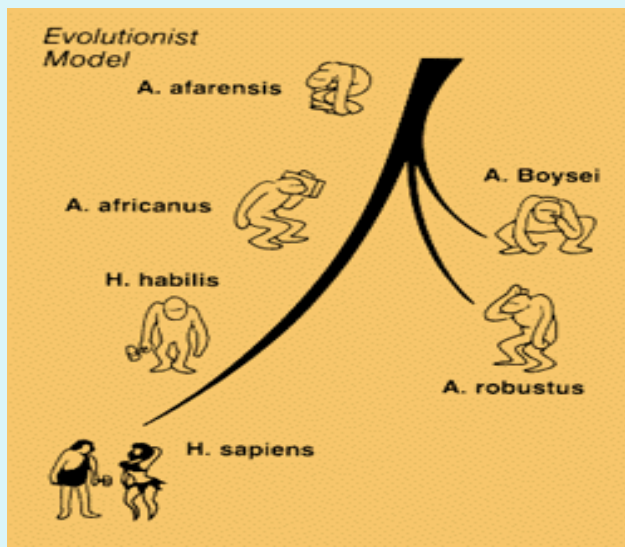 Evolutionist
Model
A. afarensis
A. Boysei
A. africanus
H. habilis
A. robustus
H. sapiens